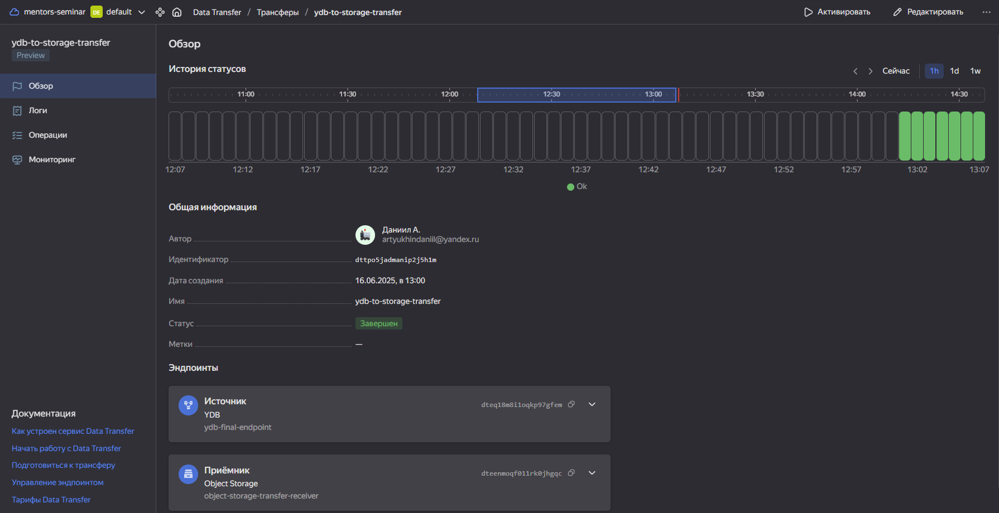 mentors-seminar DE default Data Transfer / Трансферы / ydb-to-storage-transfer Активировать Редактировать
ydb-to-storage-transfer
Preview
Обзор
Логи
Операции
Мониторинг
Документация
Как устроен сервис Data Transfer
Начать работу с Data Transfer
Подготовиться к трансферу
Управление эндпоинтом
Тарифы Data Transfer
Обзор
История статусов
Сейчас 1h 1d 1w
11:00 11:30 12:00 12:30 13:00 13:30 14:00 14:30
12:07 12:12 12:17 12:22 12:27 12:32 12:37 12:42 12:47 12:52 12:57 13:02 13:07
Ok
Общая информация
Автор Даниил А.
artyukhindaniil@yandex.ru
Идентификатор dttpo5jadmanip2j5h1m
Дата создания 16.06.2025, в 13:00
Имя ydb-to-storage-transfer
Статус Завершен
Метки —
Эндпоинты
Источник
YDB
ydb-final-endpoint
dteq18m8i1oqkp97gfem
Приёмник
Object Storage
object-storage-transfer-receiver
dteenmoqf011rk0jhgqc